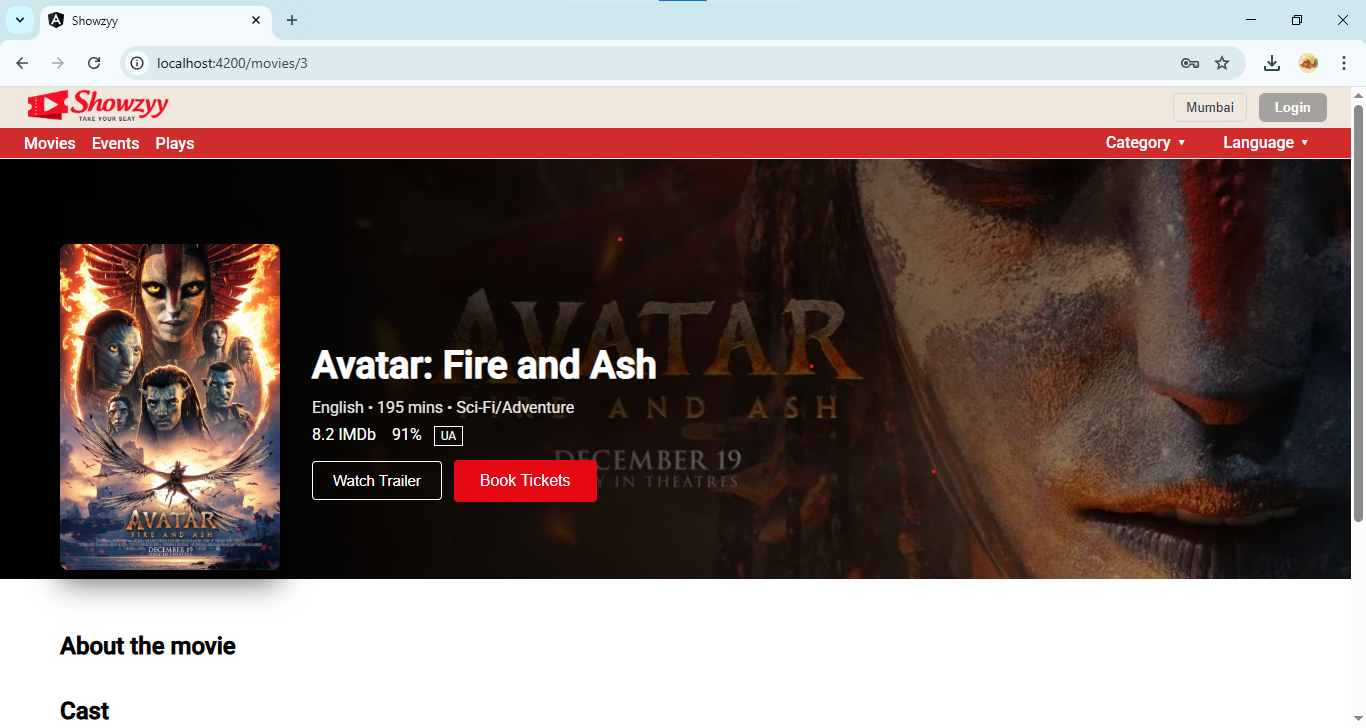 Showzyy
localhost:4200/movies/3
Showzyy
TAKE YOUR SEAT
Mumbai
Login
Movies Events Plays
Category ▼
Language ▼
AVATAR
FIRE AND ASH
DECEMBER 19
IN THEATRES
AVATAR
FIRE AND ASH
DECEMBER 19
Avatar: Fire and Ash
English • 195 mins • Sci-Fi/Adventure
8.2 IMDb 91% UA
Watch Trailer
Book Tickets
About the movie
Cast